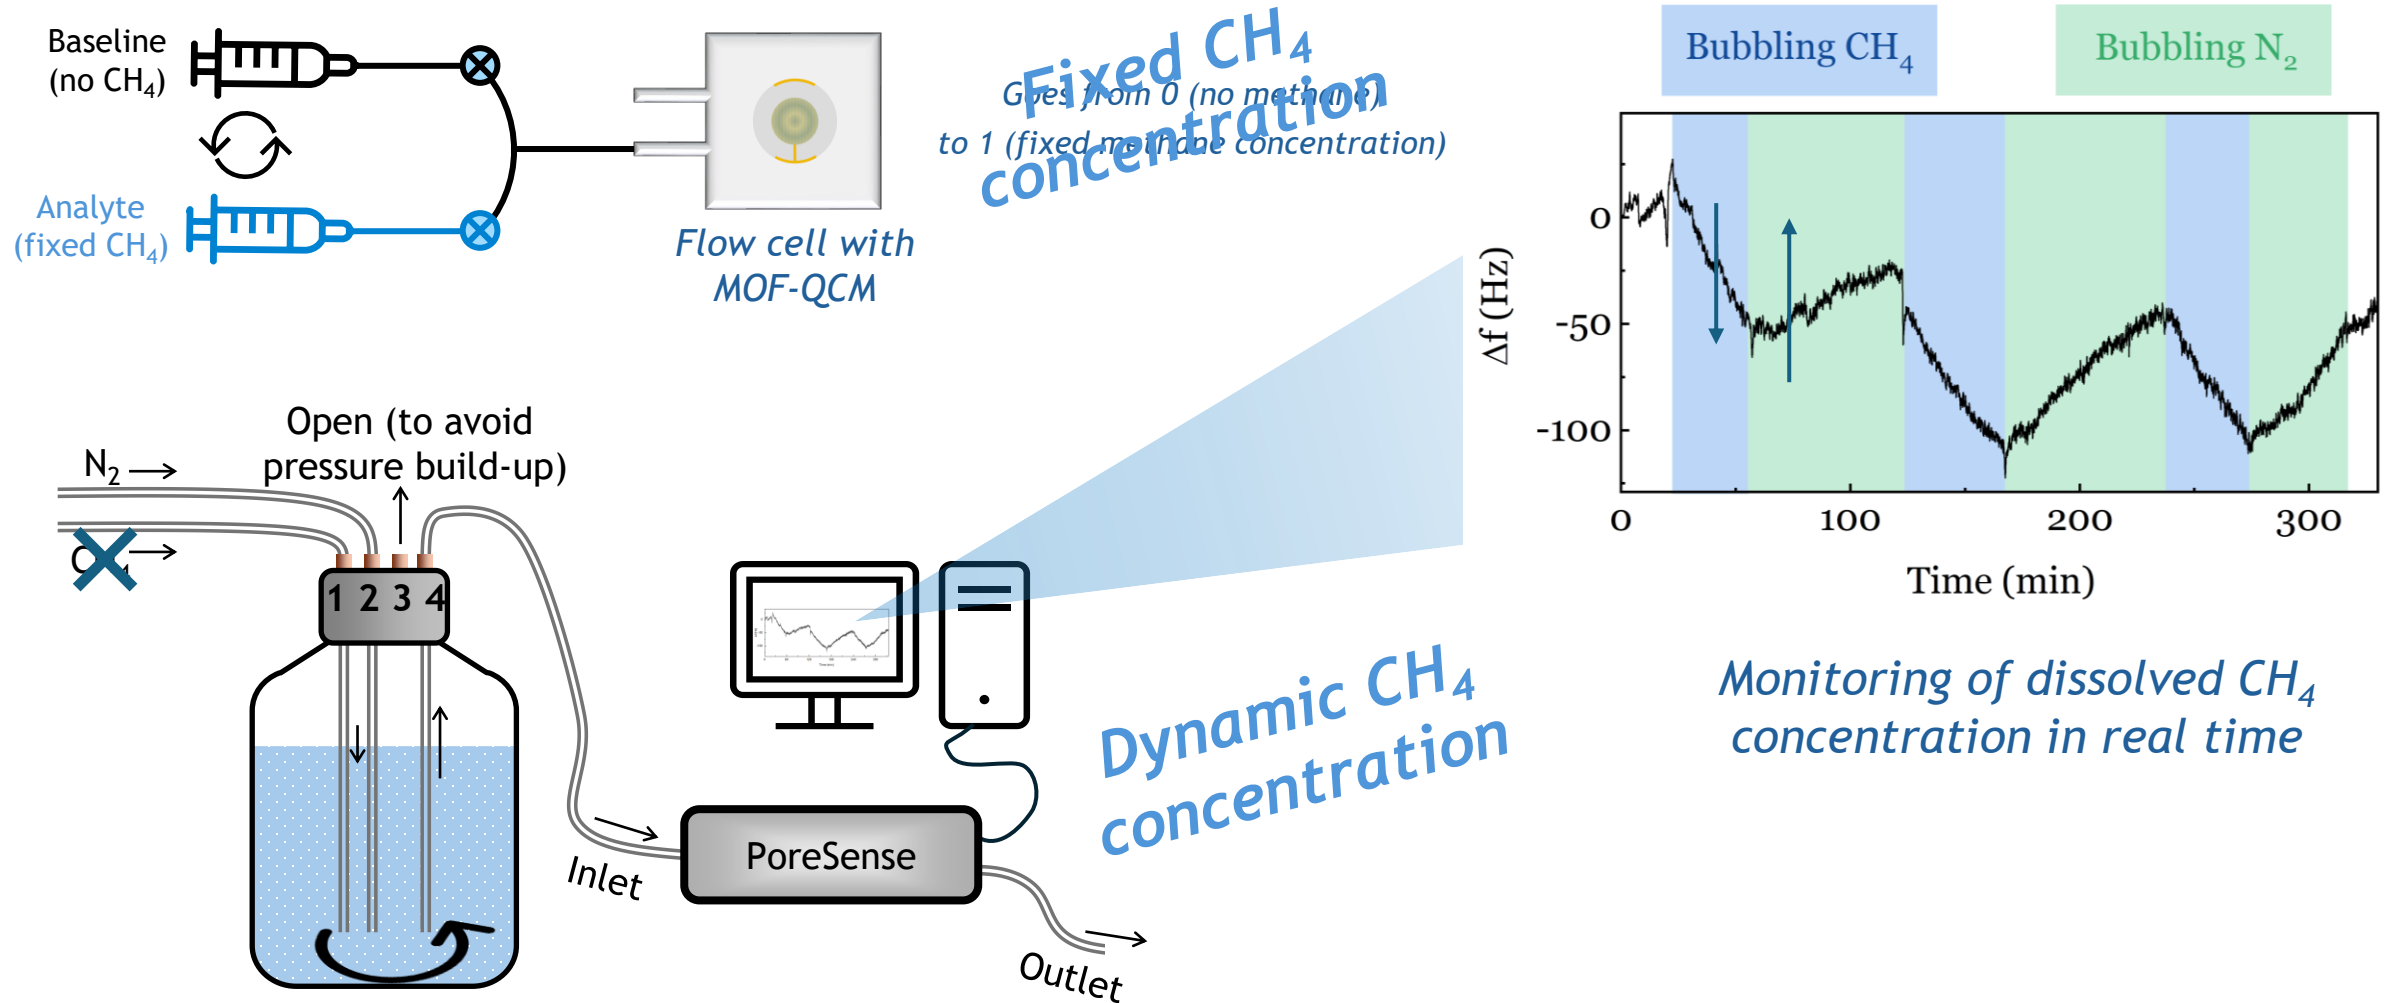 Baseline
(no CH₄)
Analyte
(fixed CH₄)
Flow cell with
MOF-QCM
Fixed CH₄
concentration
Goes from 0 (no methane)
to 1 (fixed methane concentration)
Bubbling CH₄
Bubbling N₂
0
-50
-100
Δf (Hz)
0
100
200
300
Time (min)
Monitoring of dissolved CH₄
concentration in real time
Open (to avoid
pressure build-up)
N₂
1 2 3 4
Inlet
PoreSense
Outlet
Dynamic CH₄
concentration